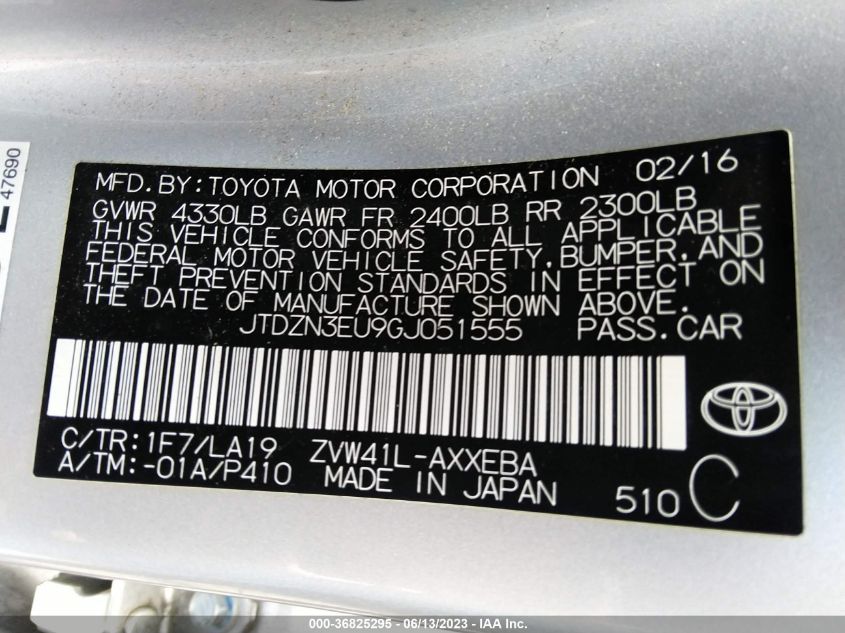 47690
MFD.BY:TOYOTA MOTOR CORPORATION 02/16
GVWR 4330LB GAWR FR 2400LB RR 2300LB
THIS VEHICLE CONFORMS TO ALL APPLICABLE
FEDERAL MOTOR VEHICLE SAFETY,BUMPER,AND
THEFT PREVENTION STANDARDS IN EFFECT ON
THE DATE OF MANUFACTURE SHOWN ABOVE.
JTDZN3EU9GJ051555 PASS.CAR
C/TR:1F7/LA19 ZVW41L-AXXEBA
A/TM:-01A/P410 MADE IN JAPAN
510 C
000-36825295 - 06/13/2023 - IAA Inc.